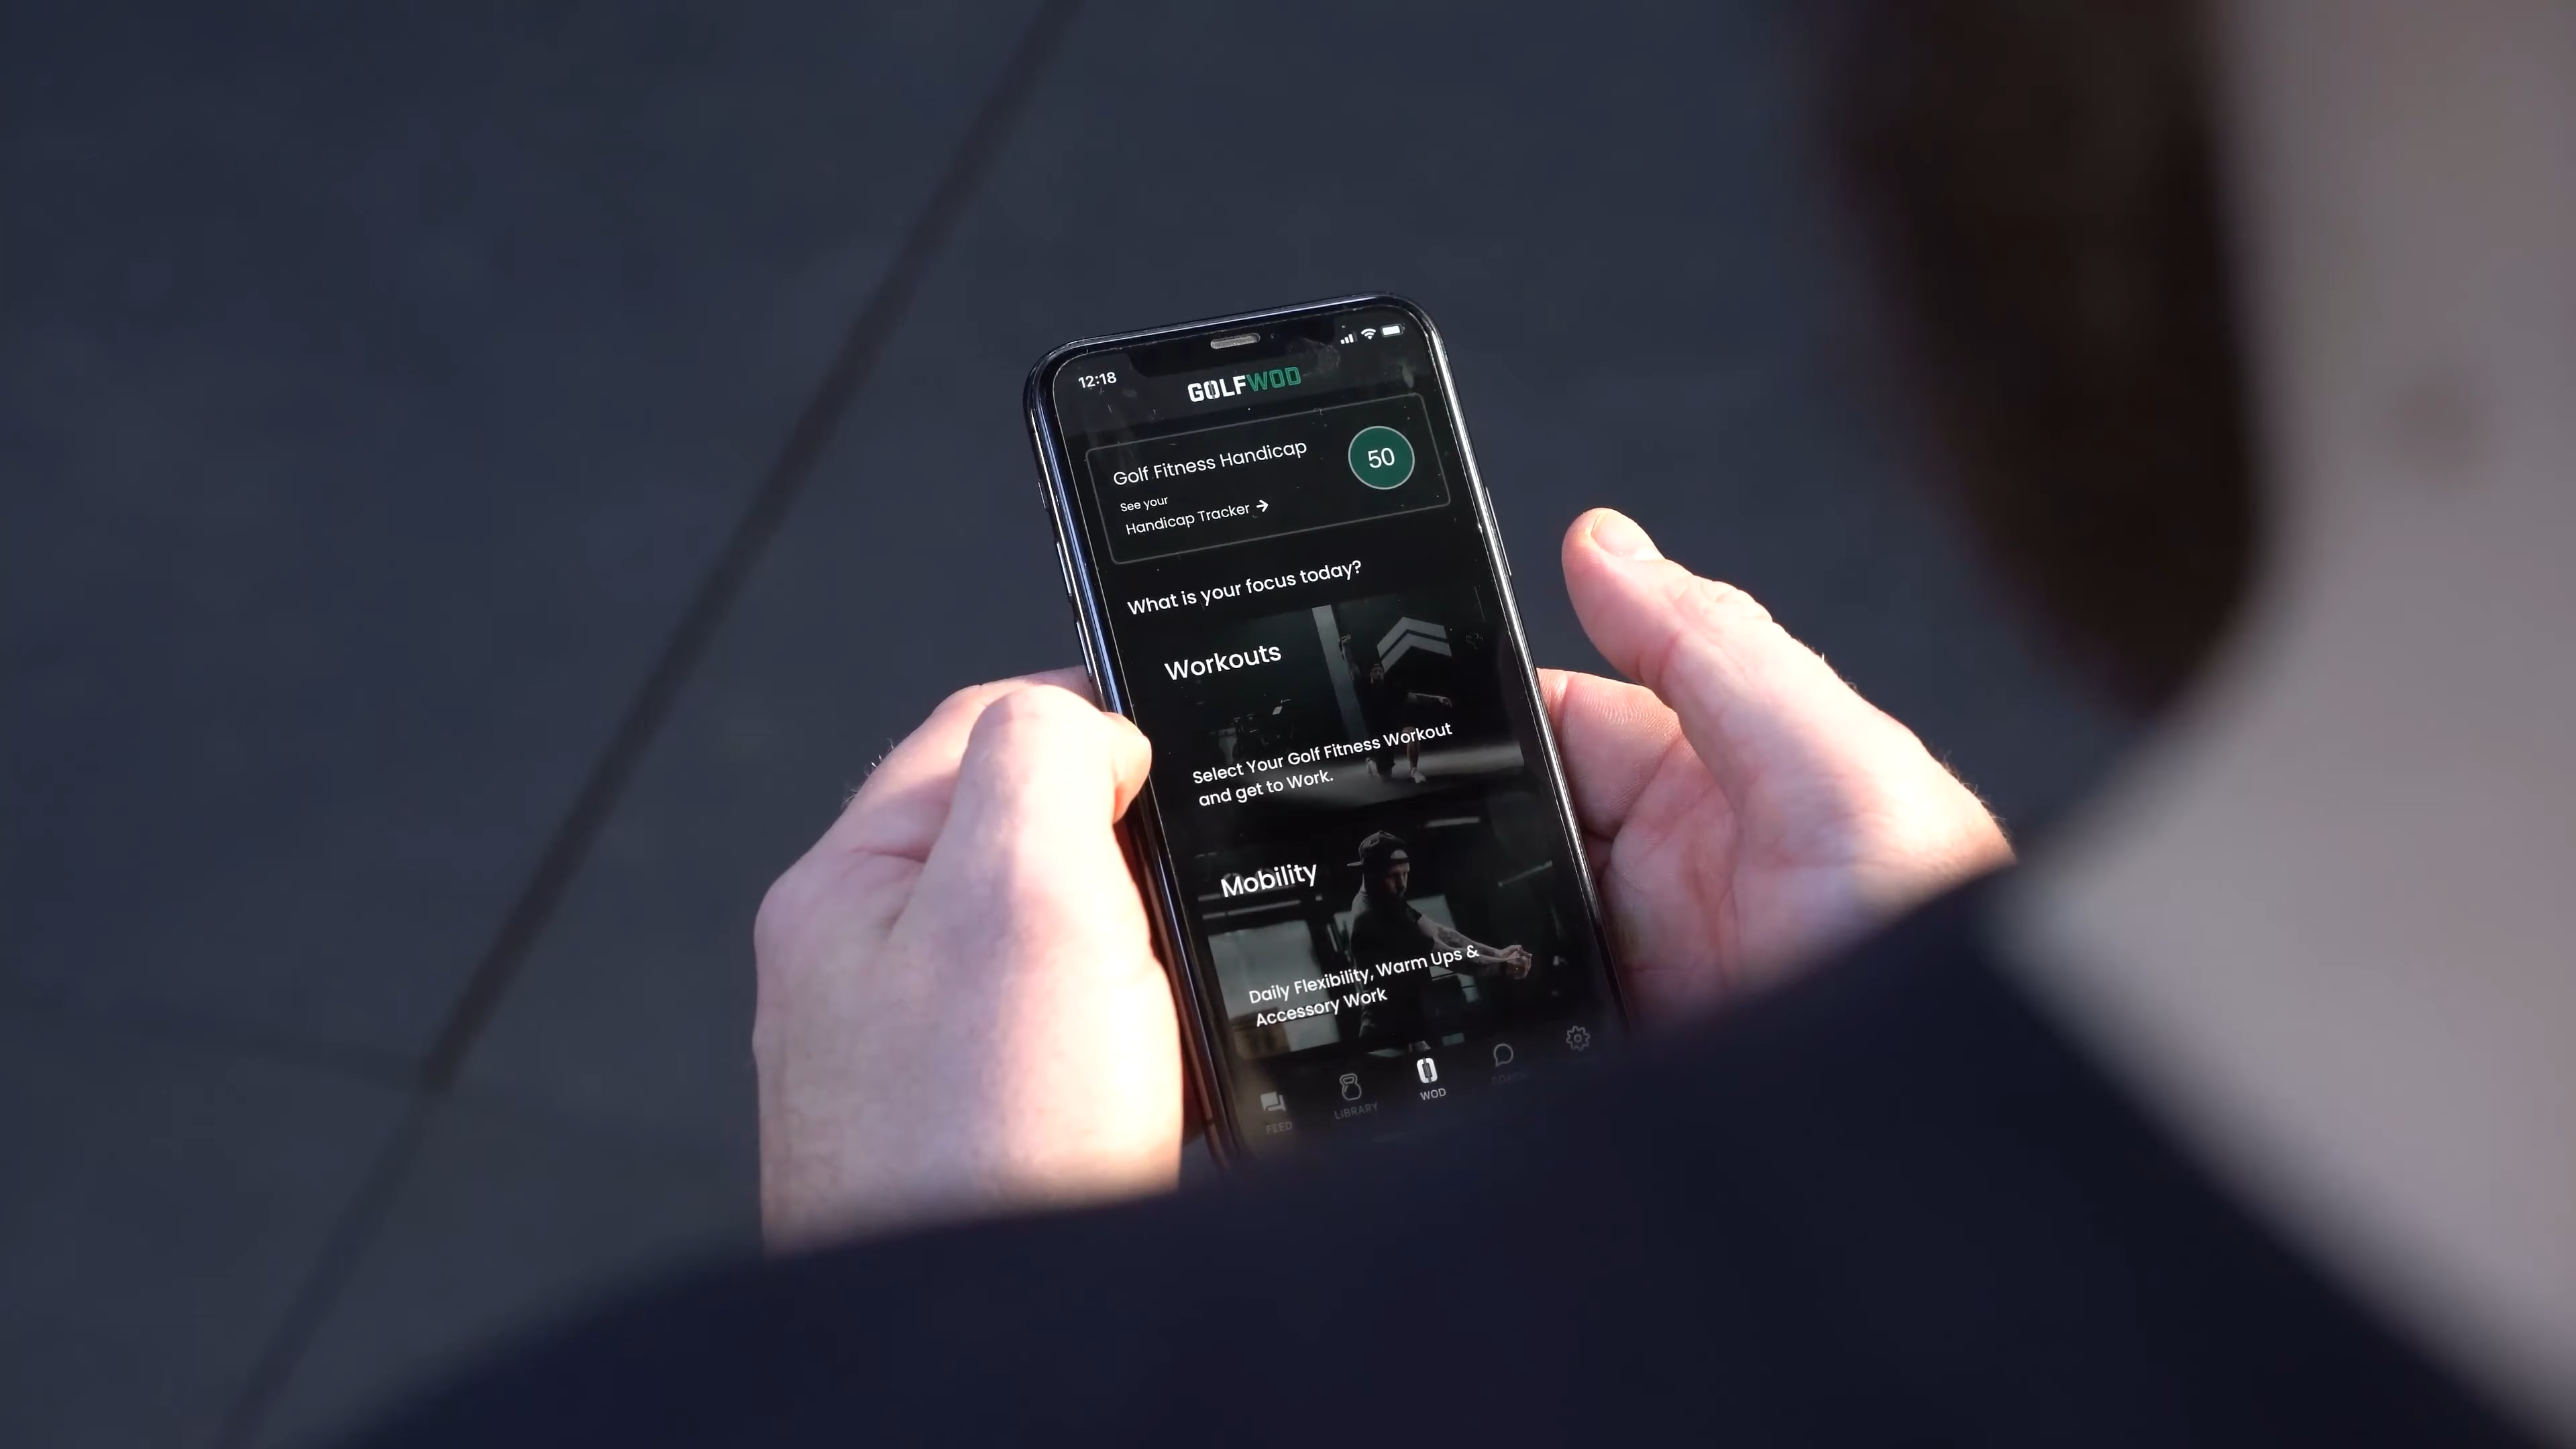 12:18
GOLFWOD
Golf Fitness Handicap
50
See your
Handicap Tracker →
What is your focus today?
Workouts
Select Your Golf Fitness Workout
and get to Work.
Mobility
Daily Flexibility, Warm Ups &
Accessory Work
FEED
LIBRARY
WOD